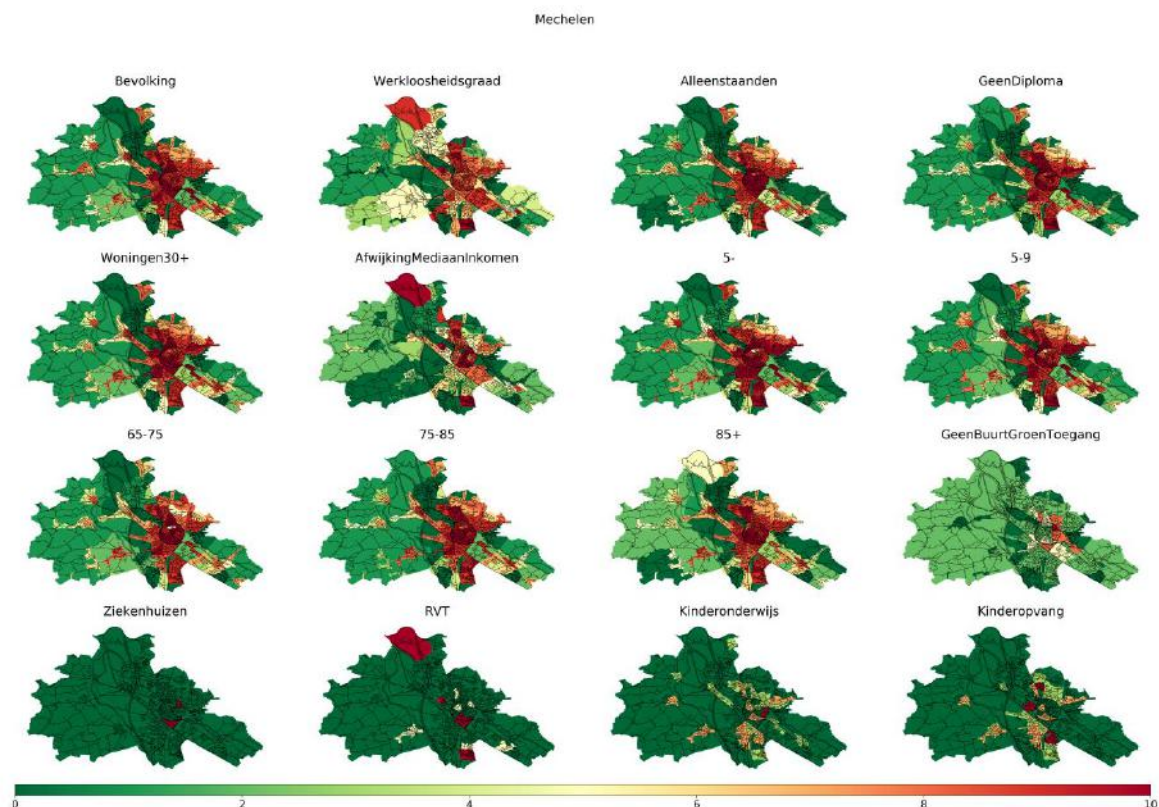 Mechelen
Bevolking Werkloosheidsgraad Alleenstaanden GeenDiploma
Woningen30+ AfwijkingMediaanInkomen 5- 5-9
65-75 75-85 85+ GeenBuurtGroenToegang
Ziekenhuizen RVT Kinderonderwijs Kinderopvang
0 2 4 6 8 10